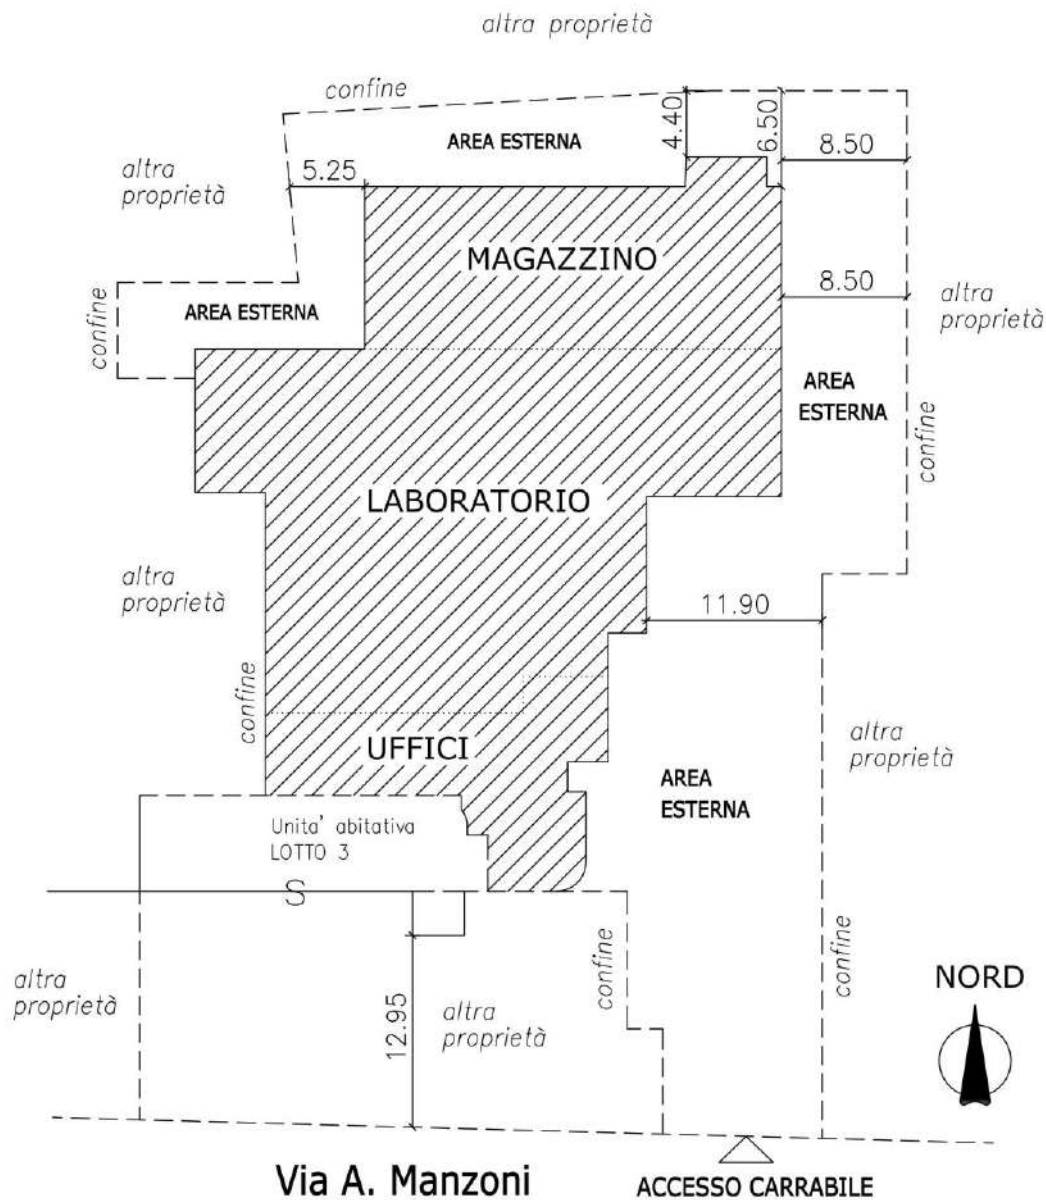 altra proprietà
confine
AREA ESTERNA
4.40
6.50
8.50
altra
proprietà
5.25
MAGAZZINO
8.50
altra
proprietà
confine
AREA ESTERNA
AREA
ESTERNA
confine
LABORATORIO
altra
proprietà
11.90
confine
UFFICI
altra
proprietà
AREA
ESTERNA
Unita' abitativa
LOTTO 3
S
confine
confine
NORD
altra
proprietà
12.95
altra
proprietà
Via A. Manzoni
ACCESSO CARRABILE